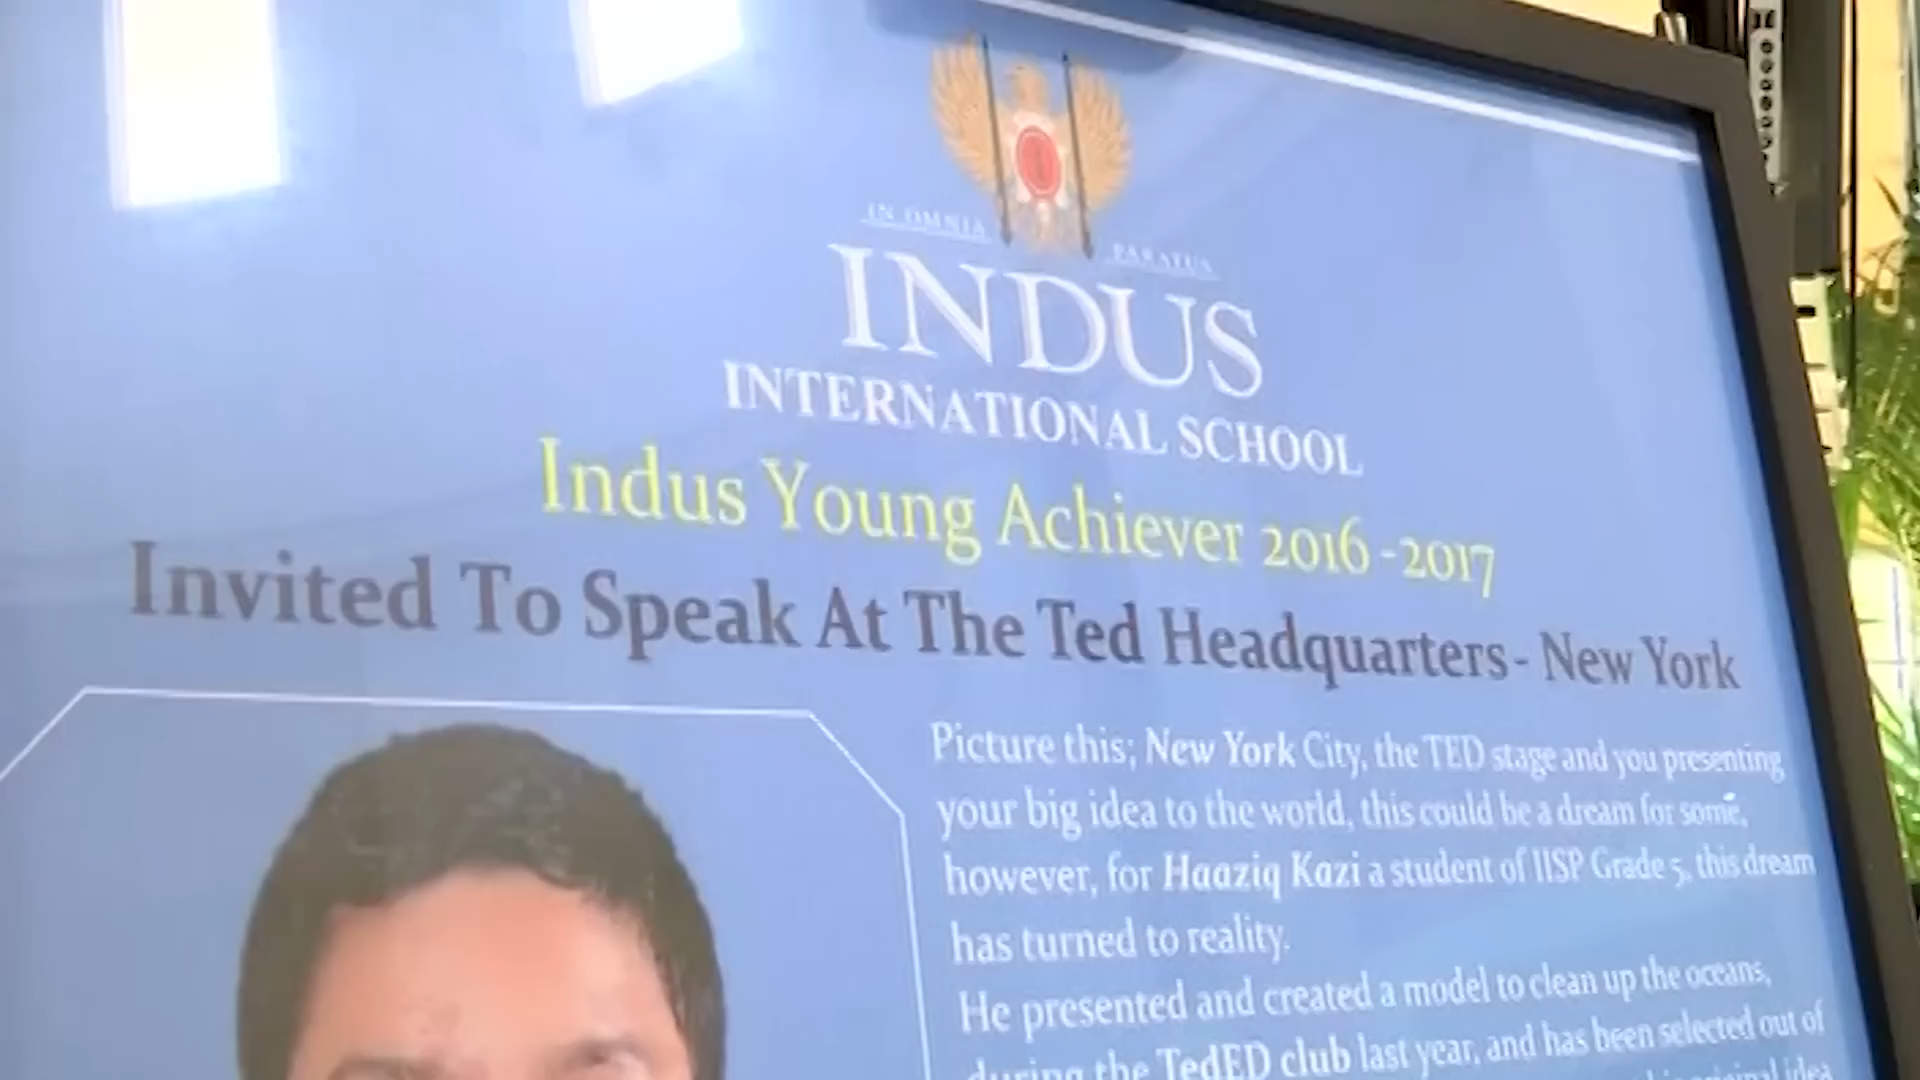 IN OMNIA PARATUS
INDUS
INTERNATIONAL SCHOOL
Indus Young Achiever 2016 - 2017
Invited To Speak At The Ted Headquarters - New York
Picture this; New York City, the TED stage and you presenting
your big idea to the world, this could be a dream for some,
however, for Haaziq Kazi a student of IISP Grade 5, this dream
has turned to reality.
He presented and created a model to clean up the oceans,
during the TedED club last year, and has been selected out of
original idea